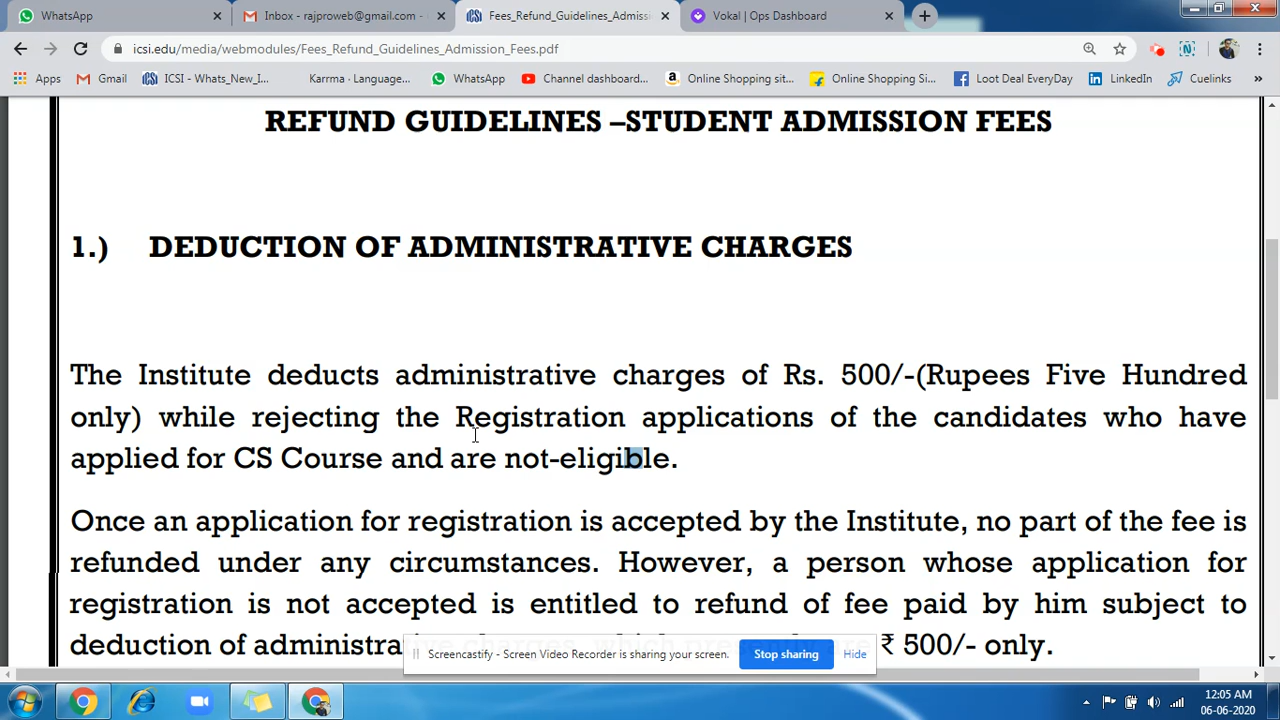 WhatsApp
Inbox - rajproweb@gmail.com -
Fees_Refund_Guidelines_Admiss
Vokal | Ops Dashboard
icsi.edu/media/webmodules/Fees_Refund_Guidelines_Admission_Fees.pdf
Apps
Gmail
ICSI - Whats_New_I...
Karrma - Language...
WhatsApp
Channel dashboard...
Online Shopping sit...
Online Shopping Si...
Loot Deal EveryDay
LinkedIn
Cuelinks
»
REFUND GUIDELINES –STUDENT ADMISSION FEES
1.) DEDUCTION OF ADMINISTRATIVE CHARGES
The Institute deducts administrative charges of Rs. 500/-(Rupees Five Hundred
only) while rejecting the Registration applications of the candidates who have
applied for CS Course and are not-eligible.
Once an application for registration is accepted by the Institute, no part of the fee is
refunded under any circumstances. However, a person whose application for
registration is not accepted is entitled to refund of fee paid by him subject to
deduction of administra ₹ 500/- only.
Screencastify - Screen Video Recorder is sharing your screen.
Stop sharing
Hide
12:05 AM
06-06-2020